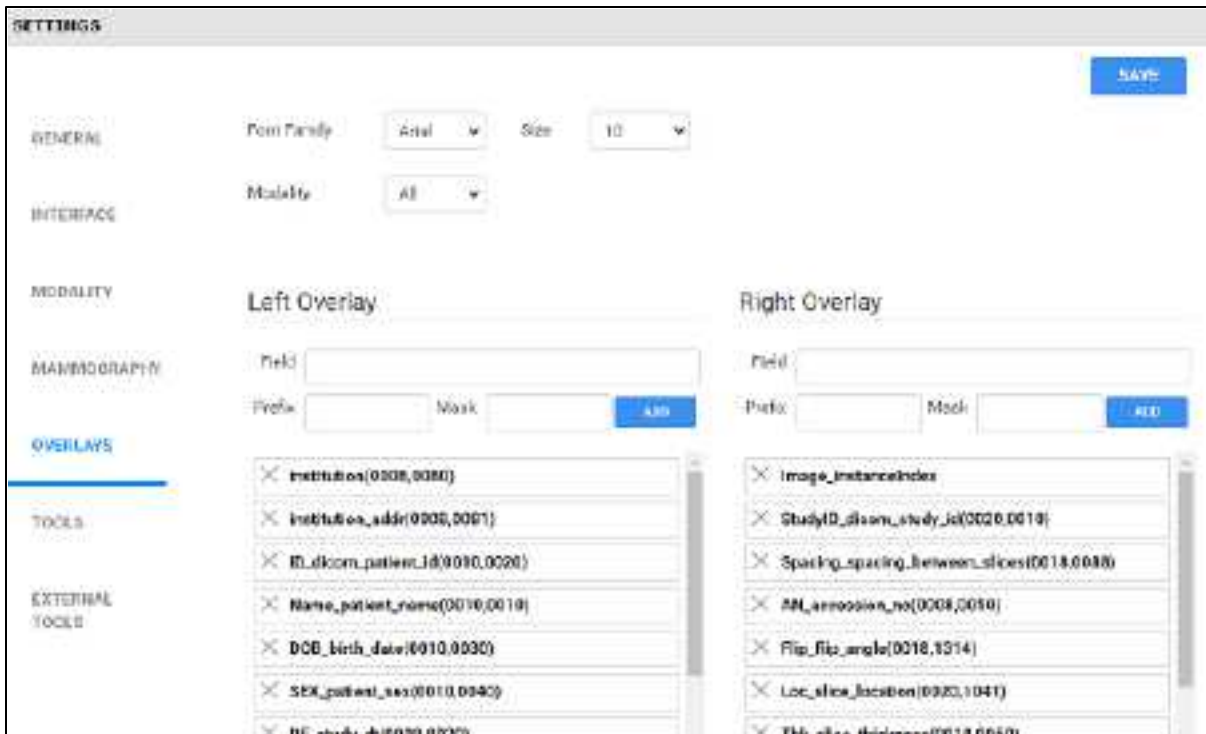 SETTINGS
SAVE
GENERAL
INTERFACE
MODALITY
MAMMOGRAPHY
OVERLAYS
TOOLS
EXTERNAL
TOOLS
Font Family Arial Size 10
Modality All
Left Overlay
Field
Prefix Mask ADD
institution(0008,0080)
institution_addr(0008,0081)
ID_dicom_patient_id(0010,0020)
Name_patient_name(0010,0010)
DOB_birth_date(0010,0030)
SEX_patient_sex(0010,0040)
Right Overlay
Field
Prefix Mask ADD
Image_instanceIndex
StudyID_dicom_study_id(0020,0010)
Spacing_spacing_between_slices(0018,0088)
AN_accession_no(0008,0050)
Flip_flip_angle(0018,1314)
Loc_slice_location(0020,1041)